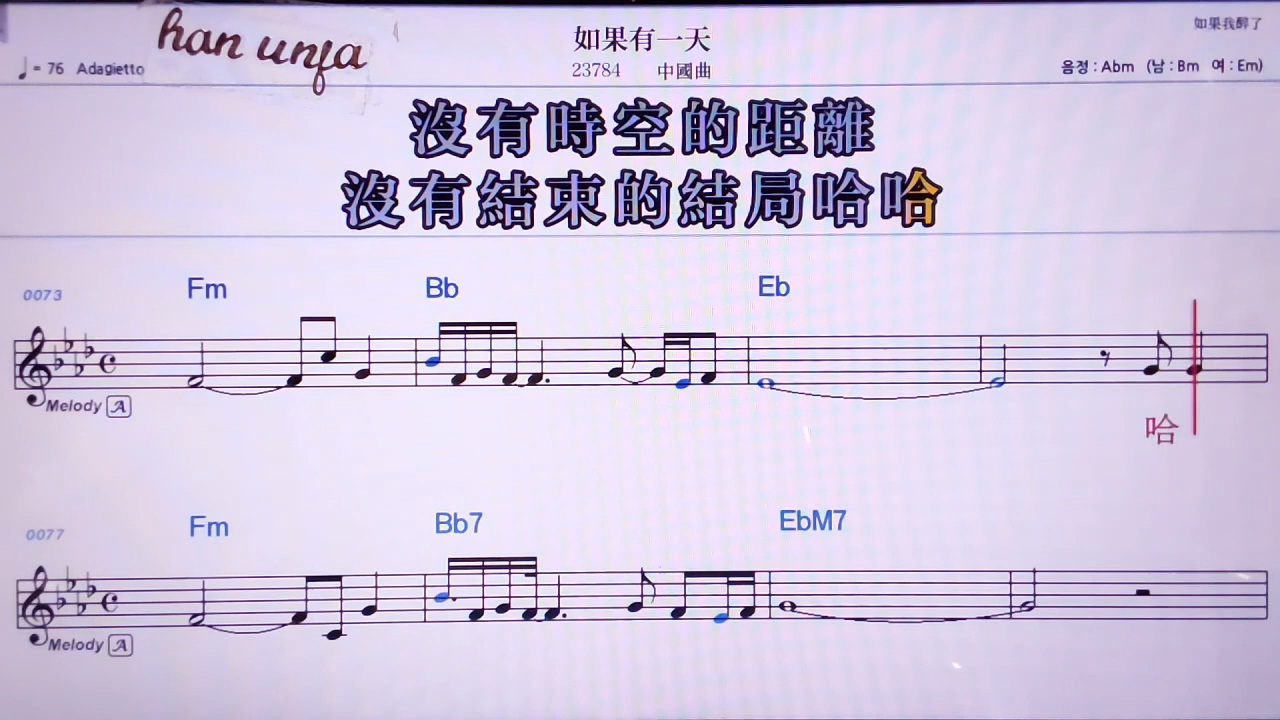 han unfa
如果有一天
如果我醉了
♩= 76 Adagietto
23784 中國曲
음정 : Abm (남 : Bm 여 : Em)
沒有時空的距離
沒有結束的結局哈哈
0073
Fm Bb Eb
Melody A
哈
0077
Fm Bb7 EbM7
Melody A